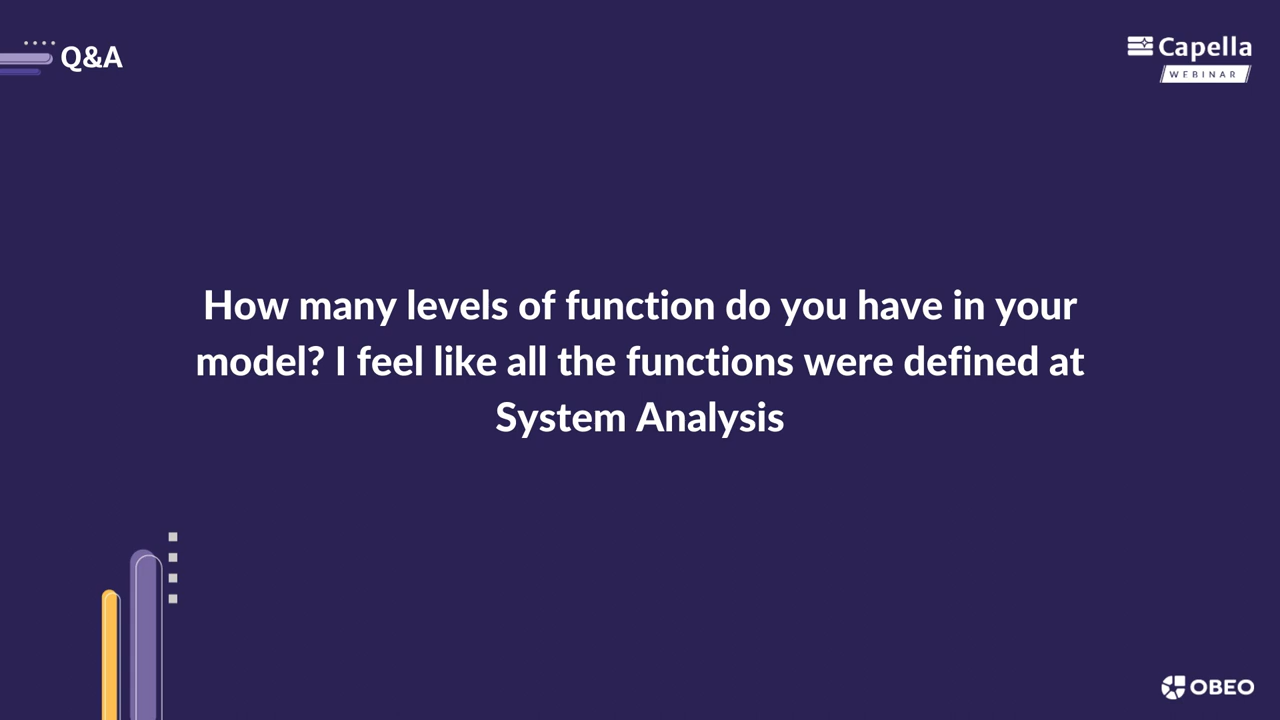 Q&A
Capella
WEBINAR
How many levels of function do you have in your
model? I feel like all the functions were defined at
System Analysis
OBEO